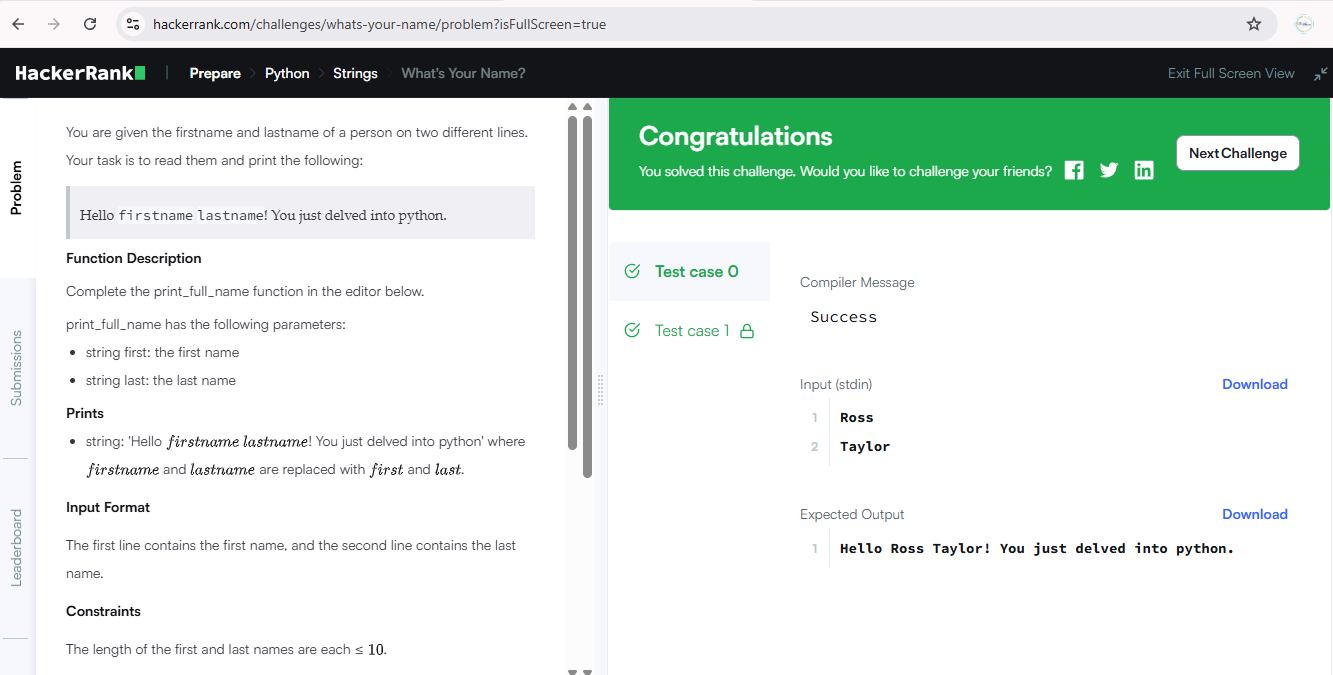 hackerrank.com/challenges/whats-your-name/problem?isFullScreen=true
HackerRank | Prepare > Python > Strings > What's Your Name? Exit Full Screen View
Problem
Submissions
Leaderboard
You are given the firstname and lastname of a person on two different lines.
Your task is to read them and print the following:
Hello firstname lastname! You just delved into python.
Function Description
Complete the print_full_name function in the editor below.
print_full_name has the following parameters:
• string first: the first name
• string last: the last name
Prints
• string: 'Hello firstname lastname! You just delved into python' where
firstname and lastname are replaced with first and last.
Input Format
The first line contains the first name, and the second line contains the last
name.
Constraints
The length of the first and last names are each ≤ 10.
Congratulations
You solved this challenge. Would you like to challenge your friends?
Next Challenge
Test case 0
Test case 1
Compiler Message
Success
Input (stdin) Download
1 Ross
2 Taylor
Expected Output Download
1 Hello Ross Taylor! You just delved into python.